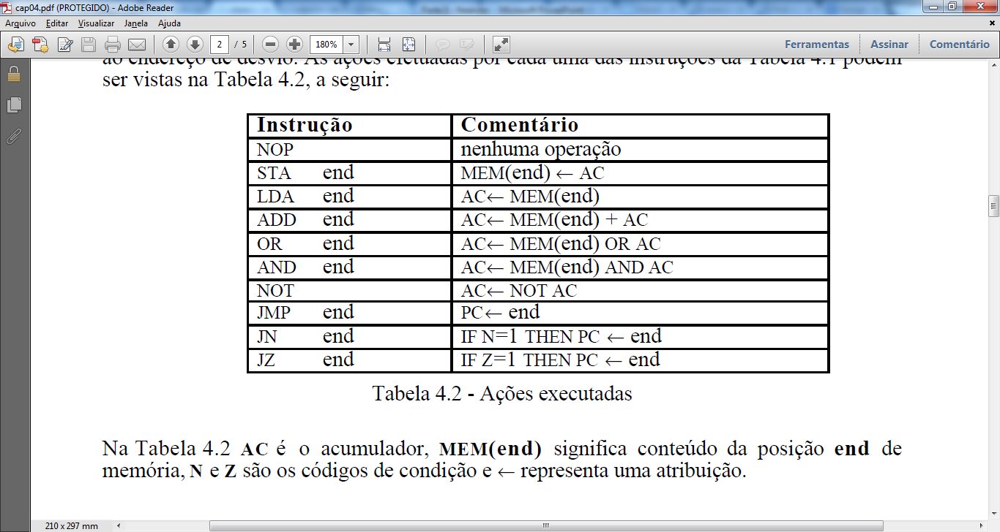 cap04.pdf (PROTEGIDO) - Adobe Reader
Arquivo Editar Visualizar Janela Ajuda
2 / 5 180% Ferramentas Assinar Comentário
ao endereço de desvio. As ações efetuadas por cada uma das instruções da Tabela 4.1 podem
ser vistas na Tabela 4.2, a seguir:
Instrução Comentário
NOP nenhuma operação
STA end MEM(end) ← AC
LDA end AC← MEM(end)
ADD end AC← MEM(end) + AC
OR end AC← MEM(end) OR AC
AND end AC← MEM(end) AND AC
NOT AC← NOT AC
JMP end PC← end
JN end IF N=1 THEN PC ← end
JZ end IF Z=1 THEN PC ← end
Tabela 4.2 - Ações executadas
Na Tabela 4.2 AC é o acumulador, MEM(end) significa conteúdo da posição end de
memória, N e Z são os códigos de condição e ← representa uma atribuição.
210 x 297 mm